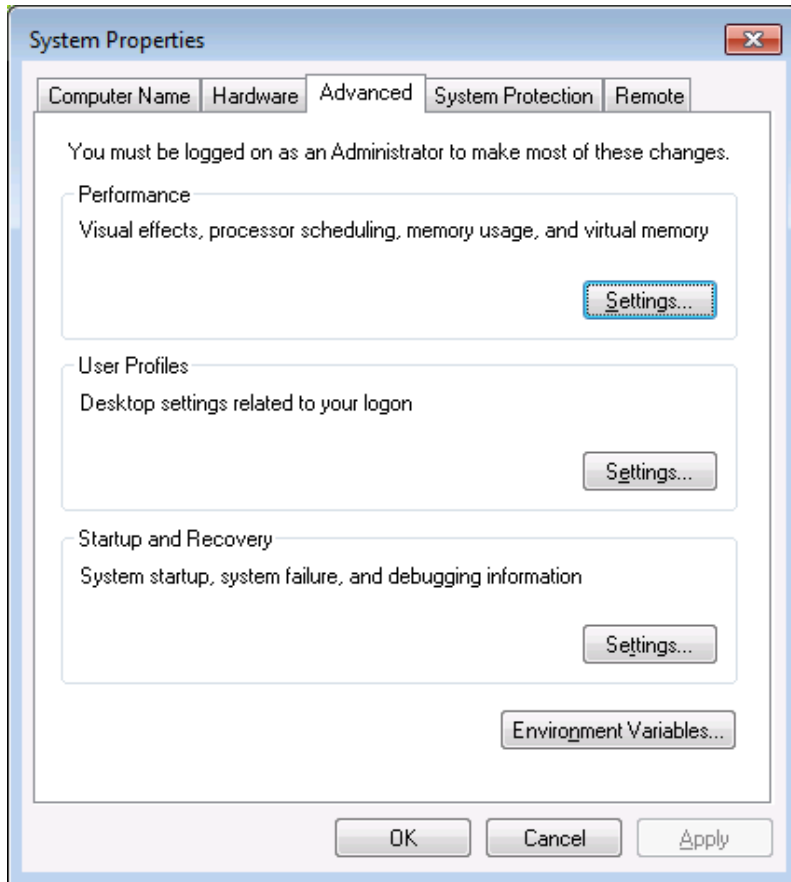 System Properties
Computer Name Hardware Advanced System Protection Remote
You must be logged on as an Administrator to make most of these changes.
Performance
Visual effects, processor scheduling, memory usage, and virtual memory
Settings...
User Profiles
Desktop settings related to your logon
Settings...
Startup and Recovery
System startup, system failure, and debugging information
Settings...
Environment Variables...
OK Cancel Apply